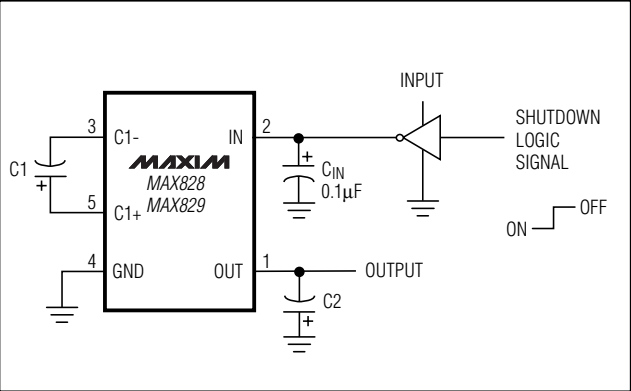 INPUT
SHUTDOWN
LOGIC
SIGNAL
3
C1-
IN
2
C1
+
MAXIM
MAX828
MAX829
+
CIN
0.1µF
5
C1+
ON
OFF
4
GND
OUT
1
OUTPUT
C2
+